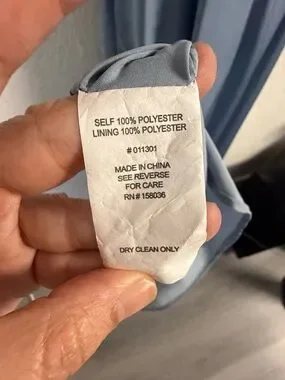 SELF 100% POLYESTER
LINING 100% POLYESTER
# 011301
MADE IN CHINA
SEE REVERSE
FOR CARE
RN# 158036
DRY CLEAN ONLY